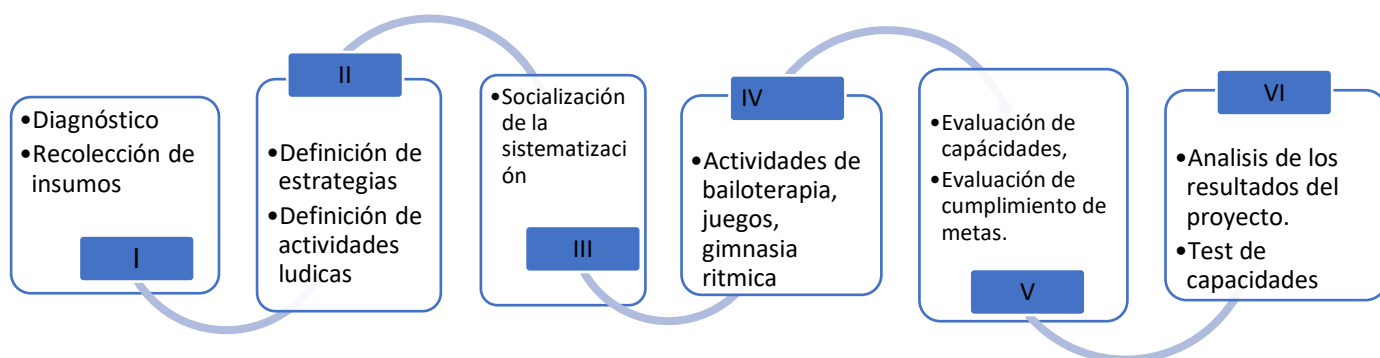 •Diagnóstico
•Recolección de
insumos
I
II
•Definición de
estrategias
•Definición de
actividades
ludicas
•Socialización
de la
sistematizaci
ón
III
IV
•Actividades de
bailoterapia,
juegos,
gimnasia
ritmica
•Evaluación de
capácidades,
•Evaluación de
cumplimiento de
metas.
V
VI
•Analisis de los
resultados del
proyecto.
•Test de
capacidades